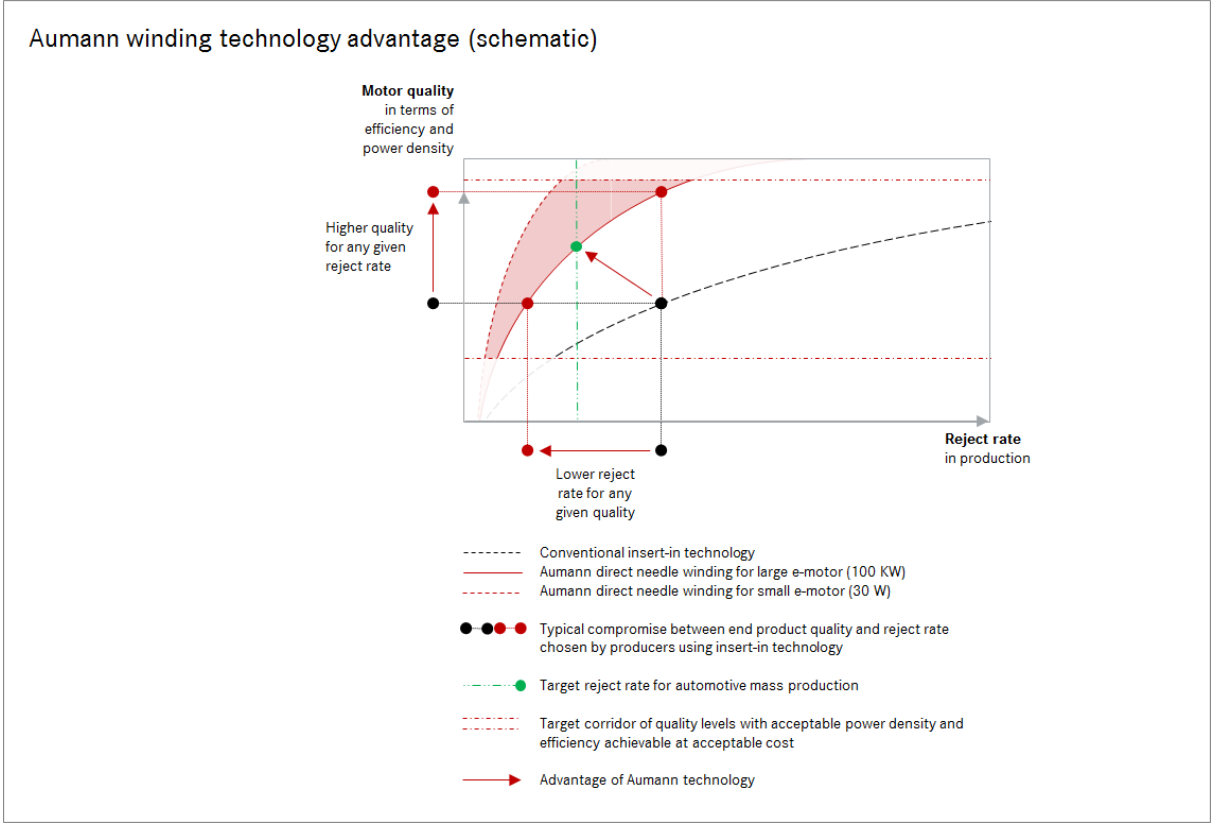 Aumann winding technology advantage (schematic)
Motor quality
in terms of
efficiency and
power density
Higher quality
for any given
reject rate
Reject rate
in production
Lower reject
rate for any
given quality
Conventional insert-in technology
Aumann direct needle winding for large e-motor (100 KW)
Aumann direct needle winding for small e-motor (30 W)
Typical compromise between end product quality and reject rate
chosen by producers using insert-in technology
Target reject rate for automotive mass production
Target corridor of quality levels with acceptable power density and
efficiency achievable at acceptable cost
Advantage of Aumann technology